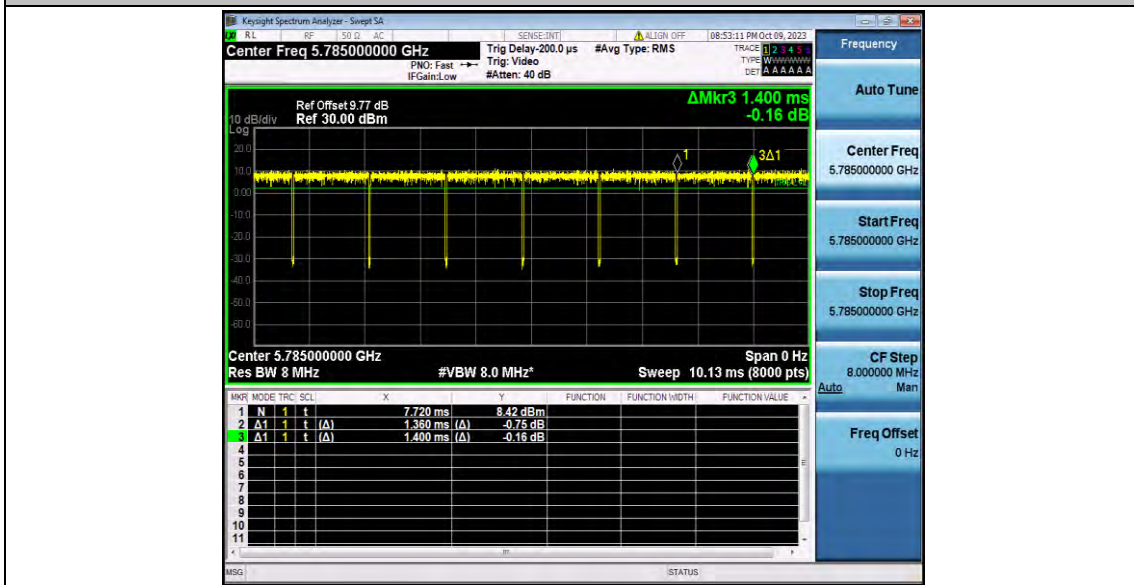 Keysight Spectrum Analyzer - Swept SA
RL RF 50 Ω AC SENSE:INT ALIGN OFF 08:53:11 PM Oct 09, 2023
Center Freq 5.785000000 GHz Trig Delay-200.0 µs #Avg Type: RMS TRACE 1 2 3 4 5 6
PNO: Fast Trig: Video TYPE W
IFGain:Low #Atten: 40 dB DET A A A A A A
Frequency
Auto Tune
Center Freq
5.785000000 GHz
Start Freq
5.785000000 GHz
Stop Freq
5.785000000 GHz
CF Step
8.000000 MHz
Auto Man
Freq Offset
0 Hz
ΔMkr3 1.400 ms
-0.16 dB
Ref Offset 9.77 dB
10 dB/div Ref 30.00 dBm
Log
20.0
10.0
0.00
-10.0
-20.0
-30.0
-40.0
-50.0
-60.0
1
3Δ1
Center 5.785000000 GHz Span 0 Hz
Res BW 8 MHz #VBW 8.0 MHz* Sweep 10.13 ms (8000 pts)
MKR MODE TRC SCL X Y FUNCTION FUNCTION WIDTH FUNCTION VALUE
1 N 1 t 7.720 ms 8.42 dBm
2 Δ1 1 t (Δ) 1.360 ms (Δ) -0.75 dB
3 Δ1 1 t (Δ) 1.400 ms (Δ) -0.16 dB
4
5
6
7
8
9
10
11
MSG STATUS